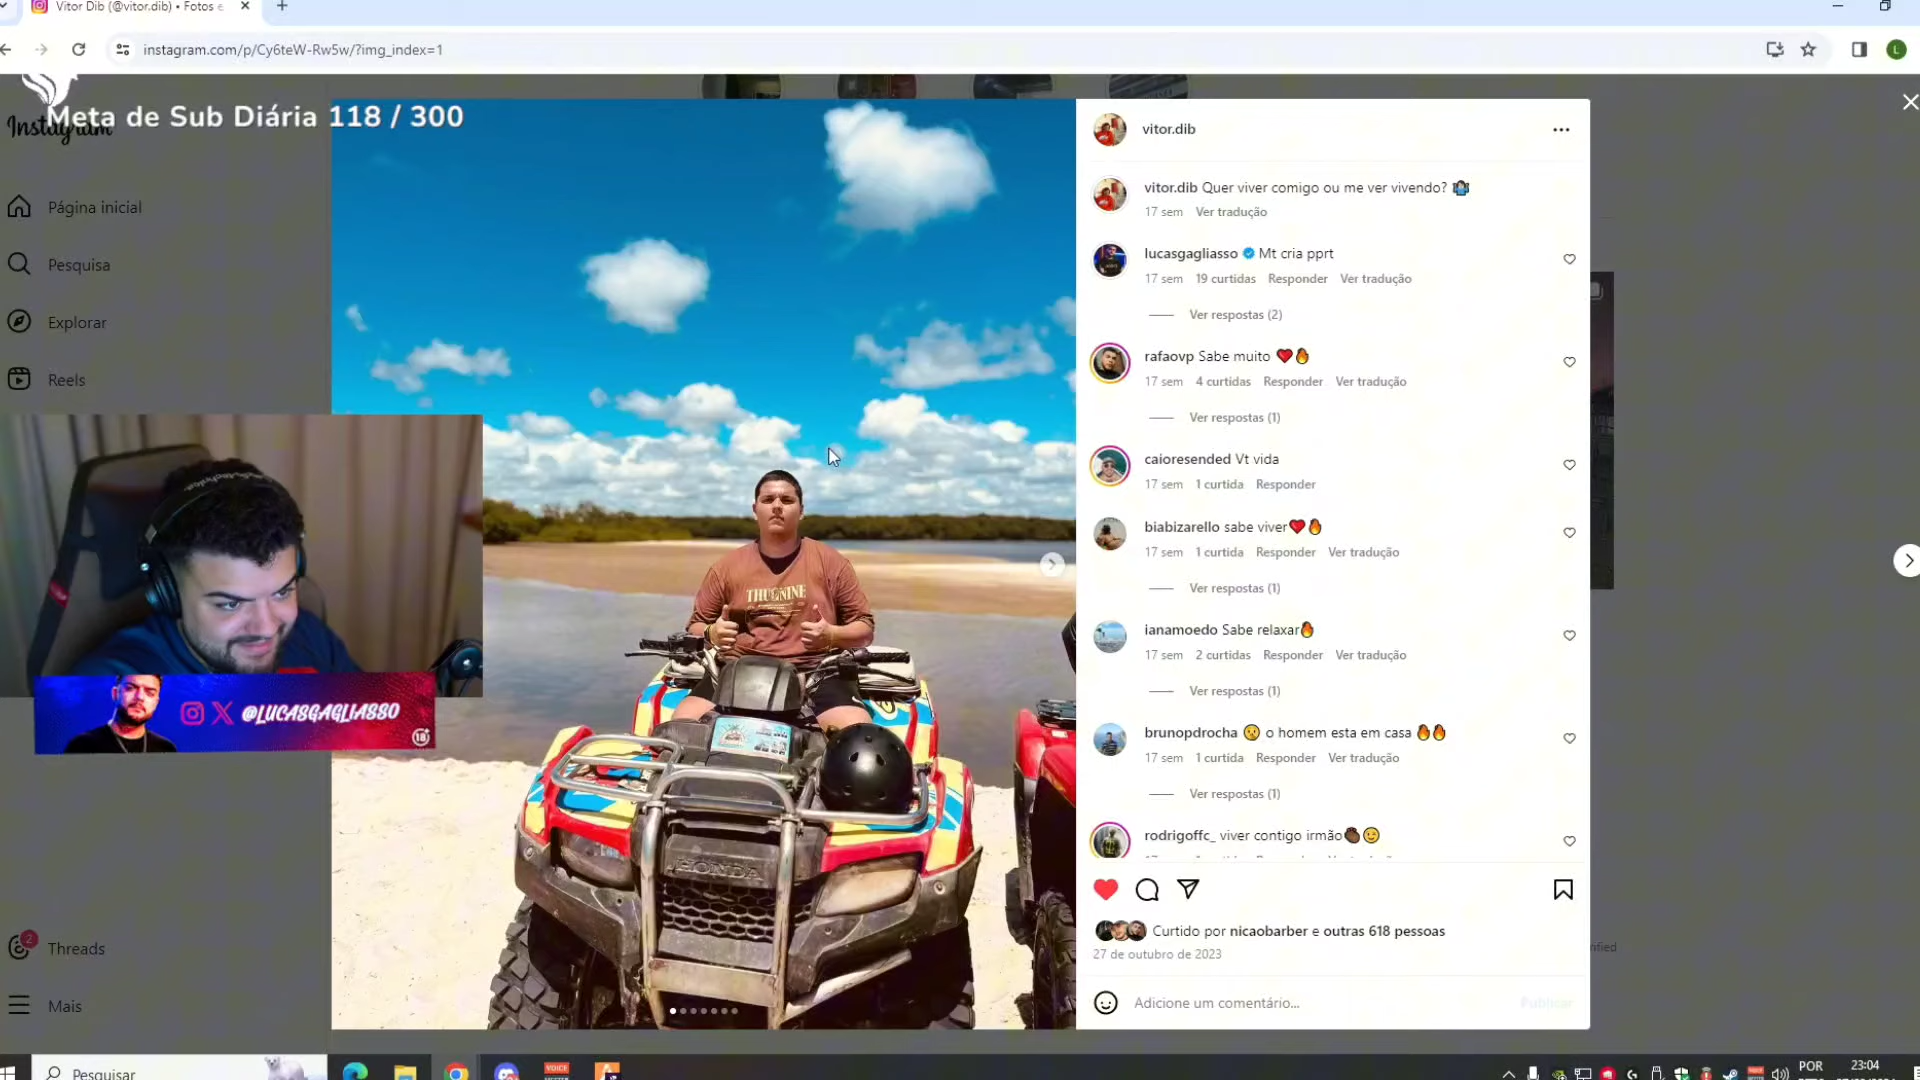 Vitor Dib (@vitor.dib) • Fotos e
instagram.com/p/Cy6teW-Rw5w/?img_index=1
L
Meta de Sub Diária 118 / 300
Instagram
Página inicial
Pesquisa
Explorar
Reels
@LUCASGAGLIASSO
18
2
Threads
Mais
THUGNINE
HONDA
vitor.dib
vitor.dib Quer viver comigo ou me ver vivendo?
17 sem Ver tradução
lucasgagliasso Mt cria pprt
17 sem 19 curtidas Responder Ver tradução
Ver respostas (2)
rafaovp Sabe muito
17 sem 4 curtidas Responder Ver tradução
Ver respostas (1)
caioresended Vt vida
17 sem 1 curtida Responder
biabizarello sabe viver
17 sem 1 curtida Responder Ver tradução
Ver respostas (1)
ianamoedo Sabe relaxar
17 sem 2 curtidas Responder Ver tradução
Ver respostas (1)
brunopdrocha o homem esta em casa
17 sem 1 curtida Responder Ver tradução
Ver respostas (1)
rodrigoffc_ viver contigo irmão
Curtido por nicaobarber e outras 618 pessoas
27 de outubro de 2023
Adicione um comentário...
Publicar
Pesquisar
VOICE
POR
23:04